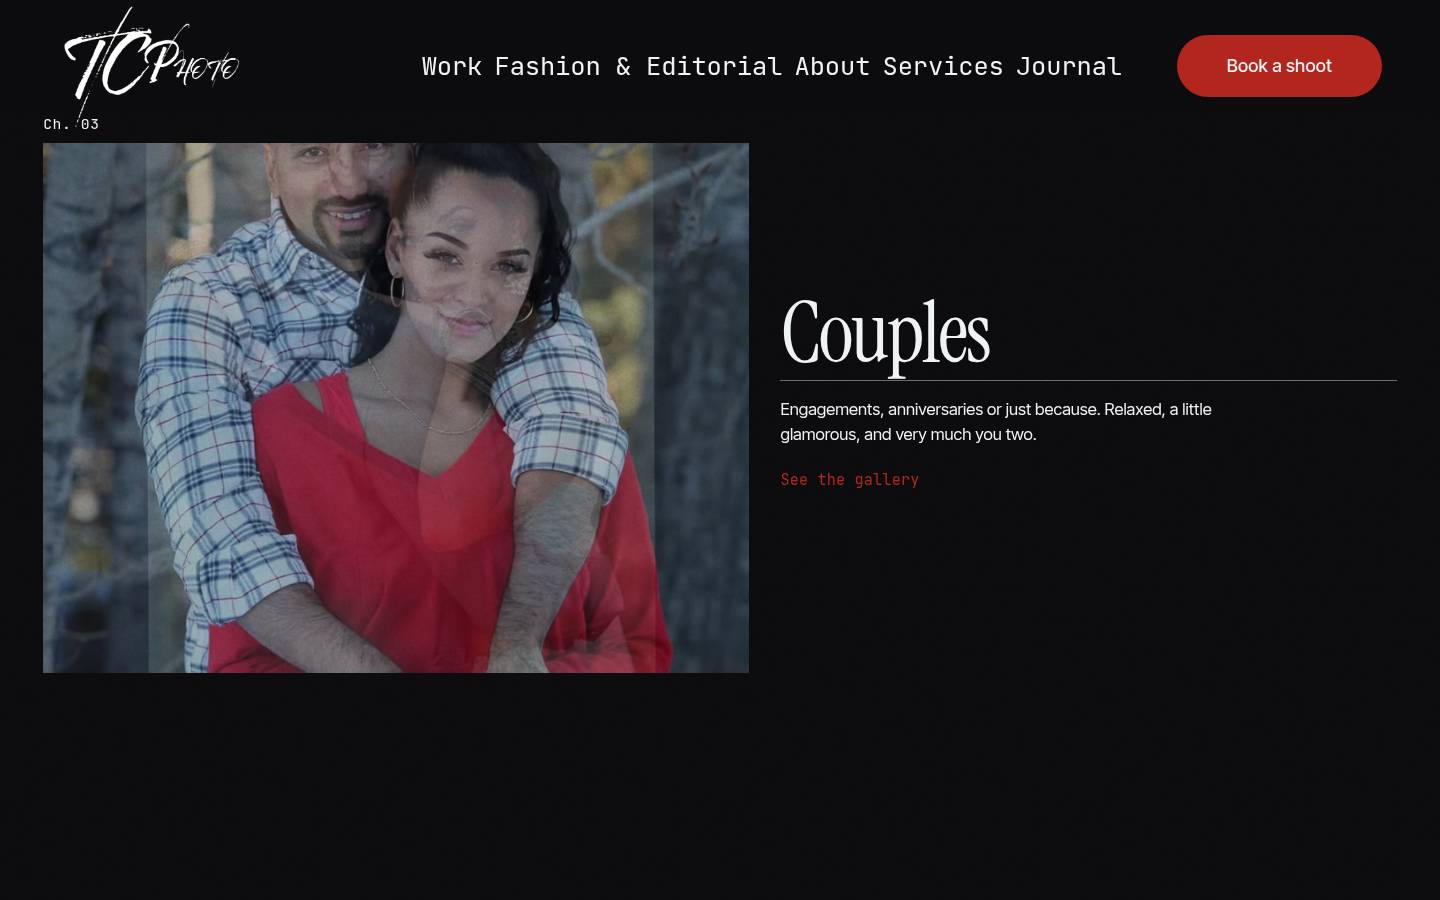 TCPHOTO
Work Fashion & Editorial About Services Journal
Book a shoot
Ch. 03
Couples
Engagements, anniversaries or just because. Relaxed, a little
glamorous, and very much you two.
See the gallery